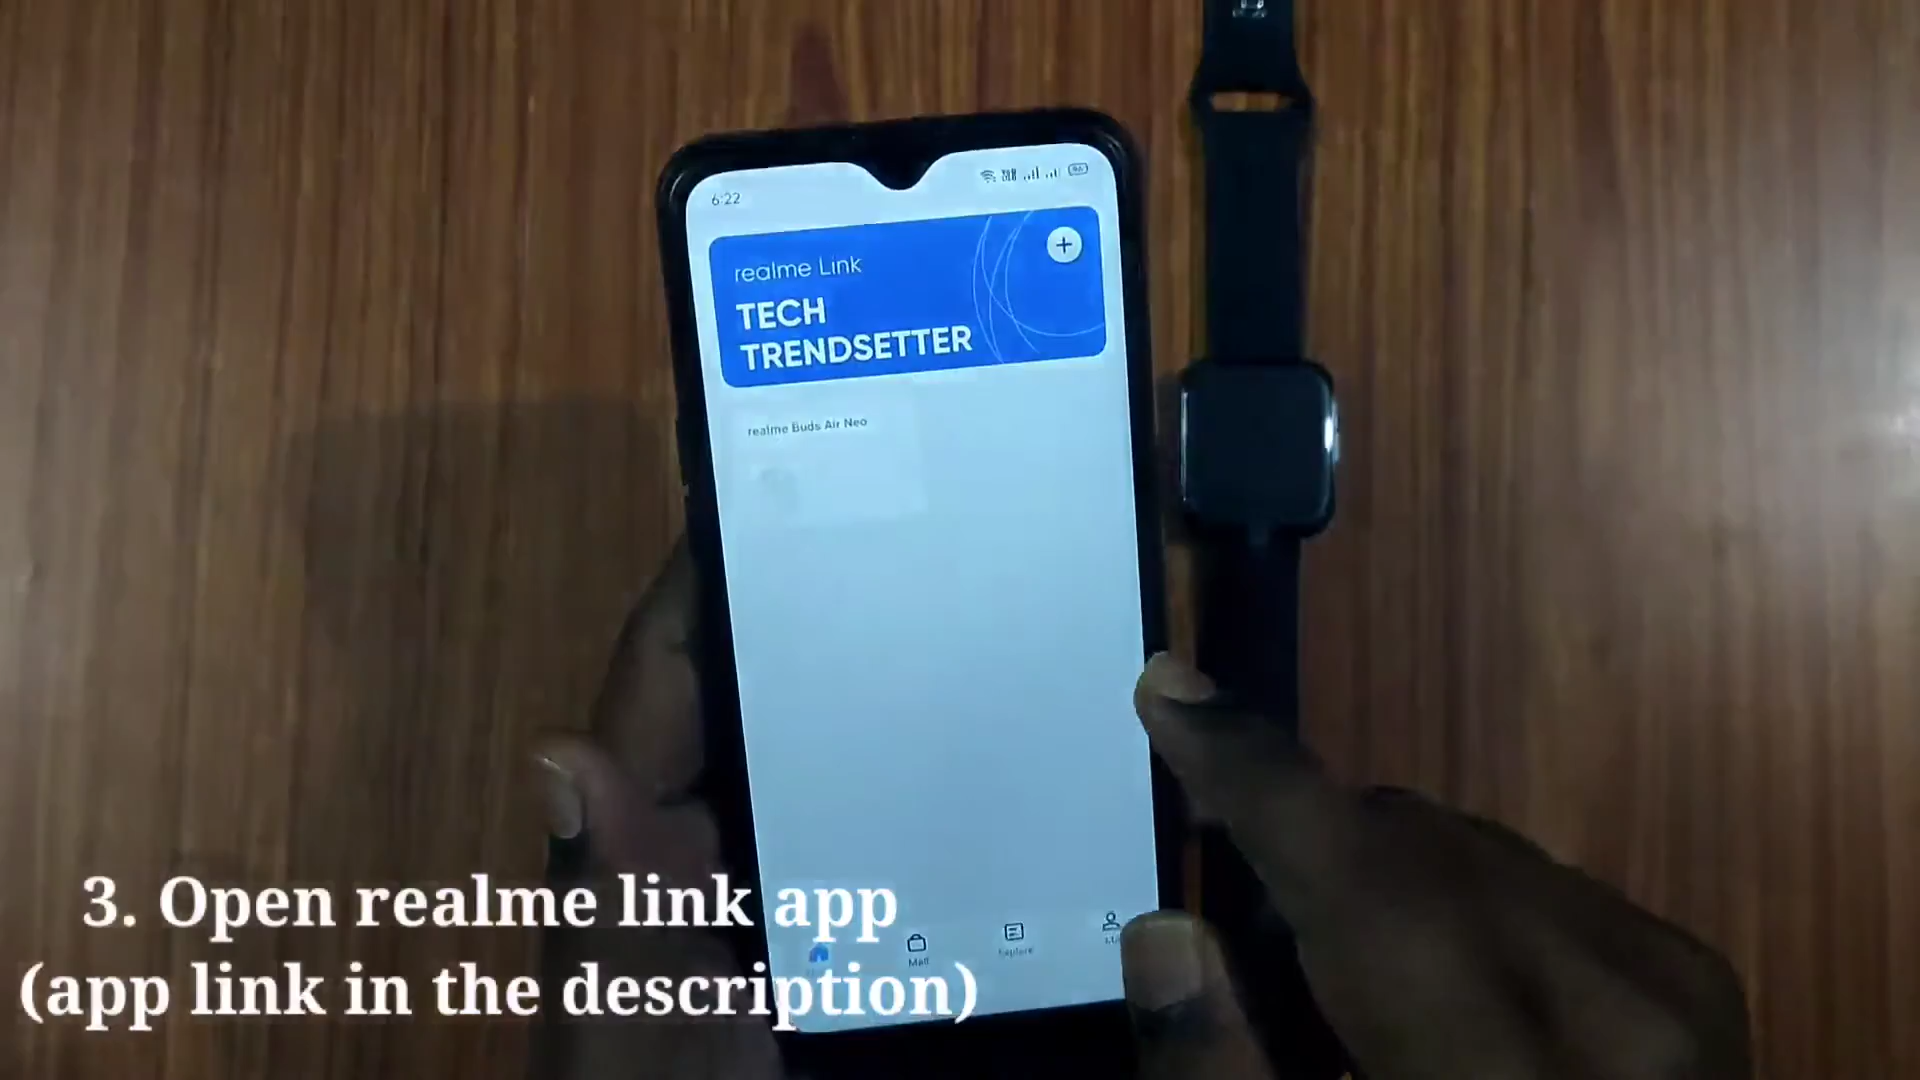 6:22
realme Link
TECH
TRENDSETTER
realme Buds Air Neo
Mall
Explore
3. Open realme link app
(app link in the description)